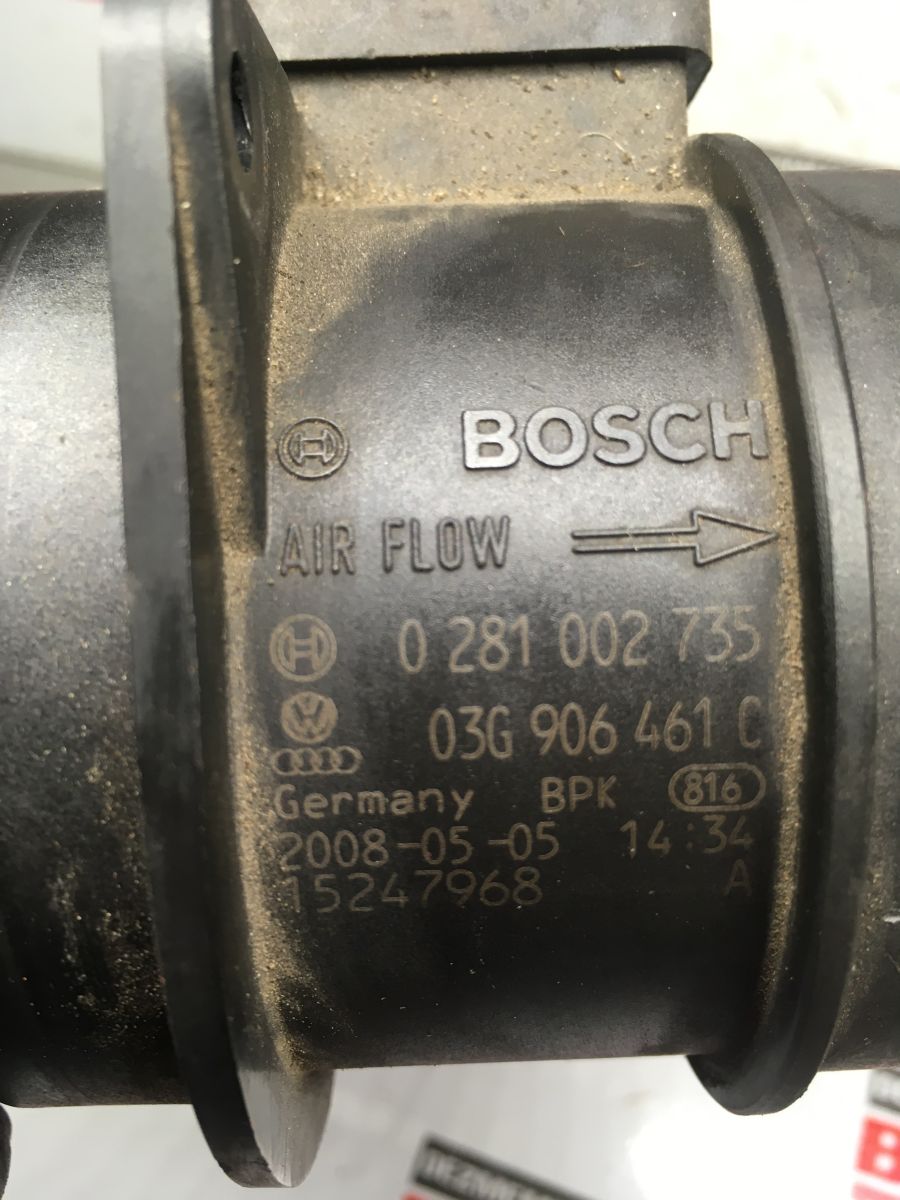 BOSCH
AIR FLOW
0 281 002 735
03G 906 461 C
Germany BPK 816
2008-05-05 14:34
15247968 A